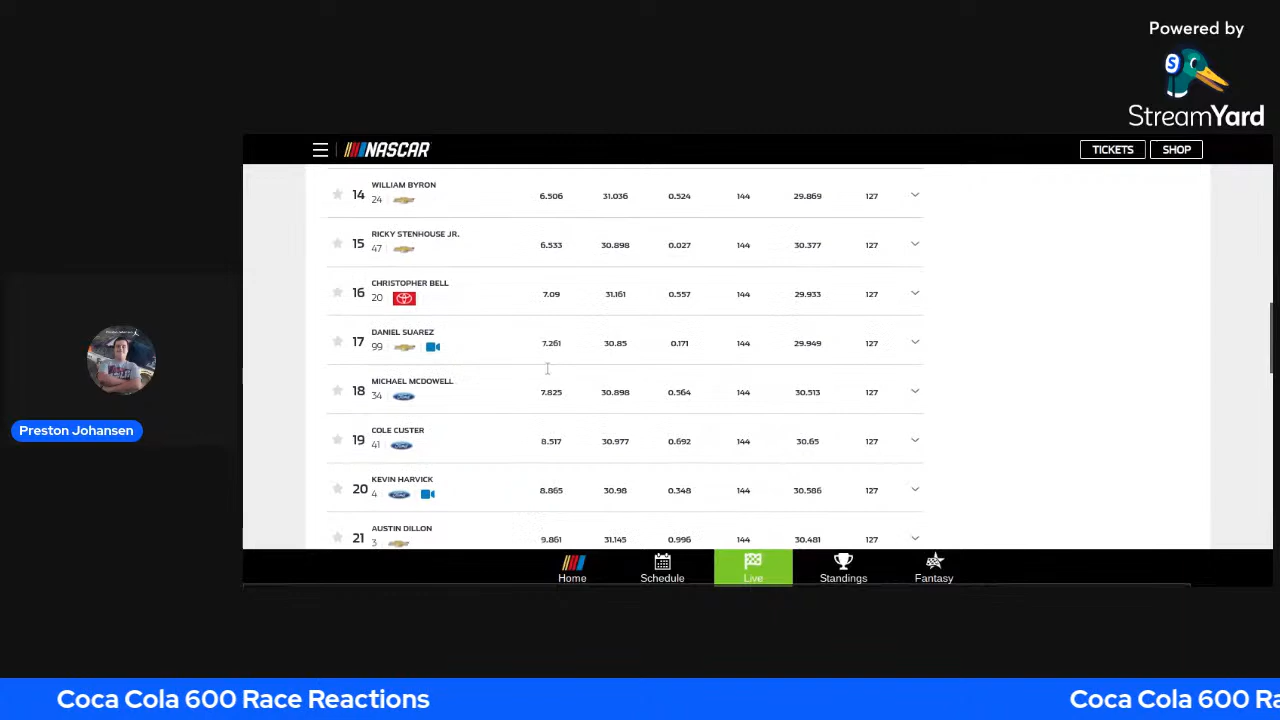 Powered by
StreamYard
NASCAR
TICKETS
SHOP
14 WILLIAM BYRON 6.506 31.036 0.524 144 29.869 127
24
15 RICKY STENHOUSE JR. 6.533 30.898 0.027 144 30.377 127
47
16 CHRISTOPHER BELL 7.09 31.161 0.557 144 29.933 127
20
17 DANIEL SUAREZ 7.261 30.85 0.171 144 29.949 127
99
18 MICHAEL MCDOWELL 7.825 30.898 0.564 144 30.513 127
34
19 COLE CUSTER 8.517 30.977 0.692 144 30.65 127
41
20 KEVIN HARVICK 8.865 30.98 0.348 144 30.586 127
4
21 AUSTIN DILLON 9.861 31.145 0.996 144 30.481 127
3
Home
Schedule
Live
Standings
Fantasy
Preston Johansen
Coca Cola 600 Race Reactions
Coca Cola 600 Ra